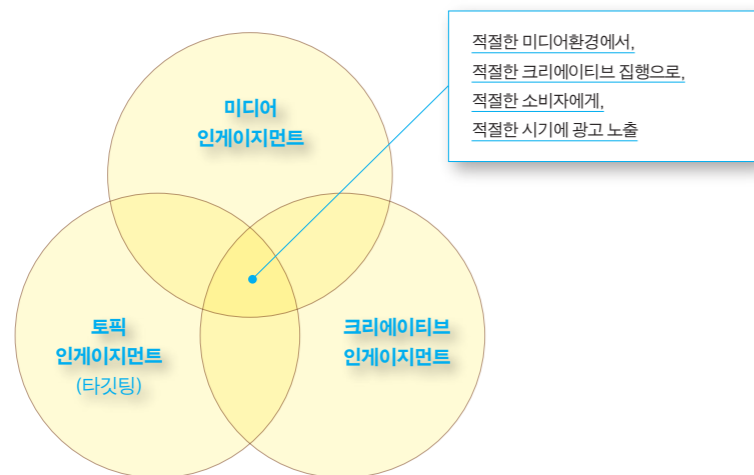 적절한 미디어환경에서,
적절한 크리에이티브 집행으로,
적절한 소비자에게,
적절한 시기에 광고 노출
미디어
인게이지먼트
토픽
인게이지먼트
(타깃팅)
크리에이티브
인게이지먼트